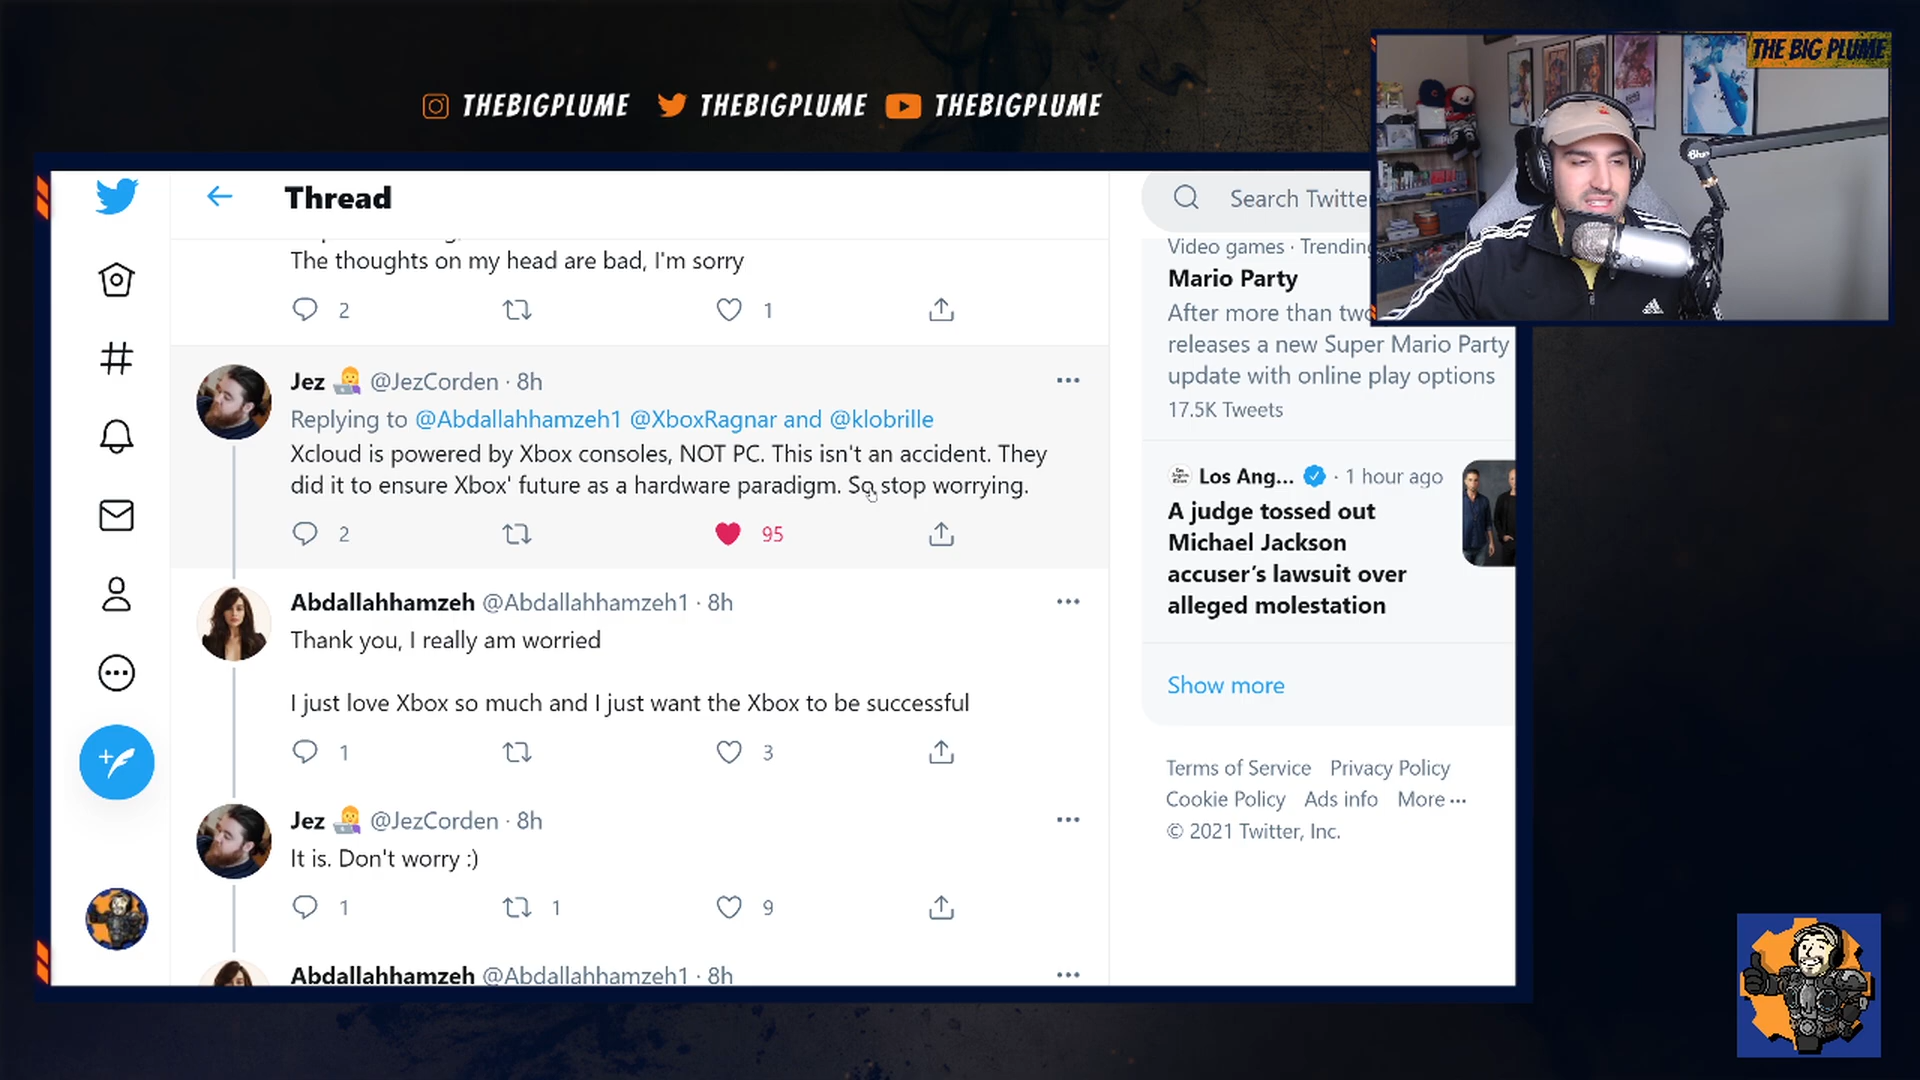 THEBIGPLUME THEBIGPLUME THEBIGPLUME
THE BIG PLUME
Thread
The thoughts on my head are bad, I'm sorry
2 1
Jez @JezCorden · 8h
Replying to @Abdallahhamzeh1 @XboxRagnar and @klobrille
Xcloud is powered by Xbox consoles, NOT PC. This isn't an accident. They
did it to ensure Xbox' future as a hardware paradigm. So stop worrying.
2 95
Abdallahhamzeh @Abdallahhamzeh1 · 8h
Thank you, I really am worried
I just love Xbox so much and I just want the Xbox to be successful
1 3
Jez @JezCorden · 8h
It is. Don't worry :)
1 1 9
Abdallahhamzeh @Abdallahhamzeh1 · 8h
Search Twitte
Video games · Trending
Mario Party
After more than two
releases a new Super Mario Party
update with online play options
17.5K Tweets
Los Ang... · 1 hour ago
A judge tossed out
Michael Jackson
accuser's lawsuit over
alleged molestation
Show more
Terms of Service Privacy Policy
Cookie Policy Ads info More ···
© 2021 Twitter, Inc.
Blue
adidas